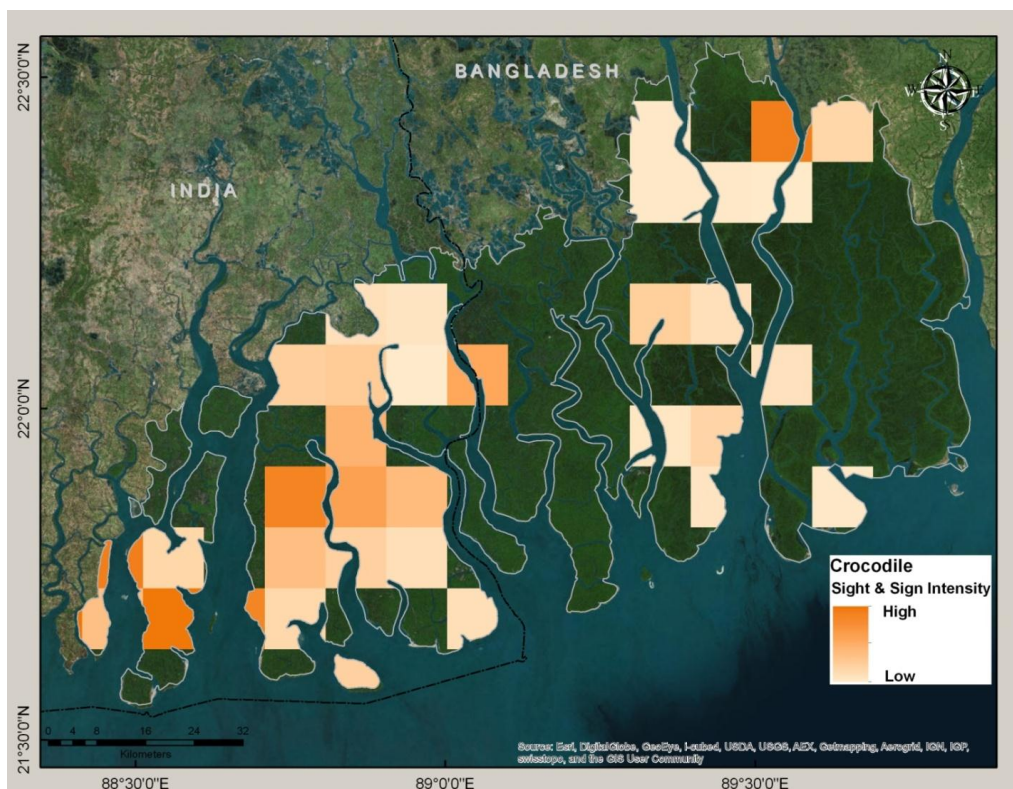 22°30'0"N
22°0'0"N
21°30'0"N
BANGLADESH
INDIA
N
W E
S
Crocodile
Sight & Sign Intensity
High
Low
0 4 8 16 24 32
Kilometers
Source: Esri, DigitalGlobe, GeoEye, i-cubed, USDA, USGS, AEX, Getmapping, Aerogrid, IGN, IGP,
swisstopo, and the GIS User Community
88°30'0"E
89°0'0"E
89°30'0"E